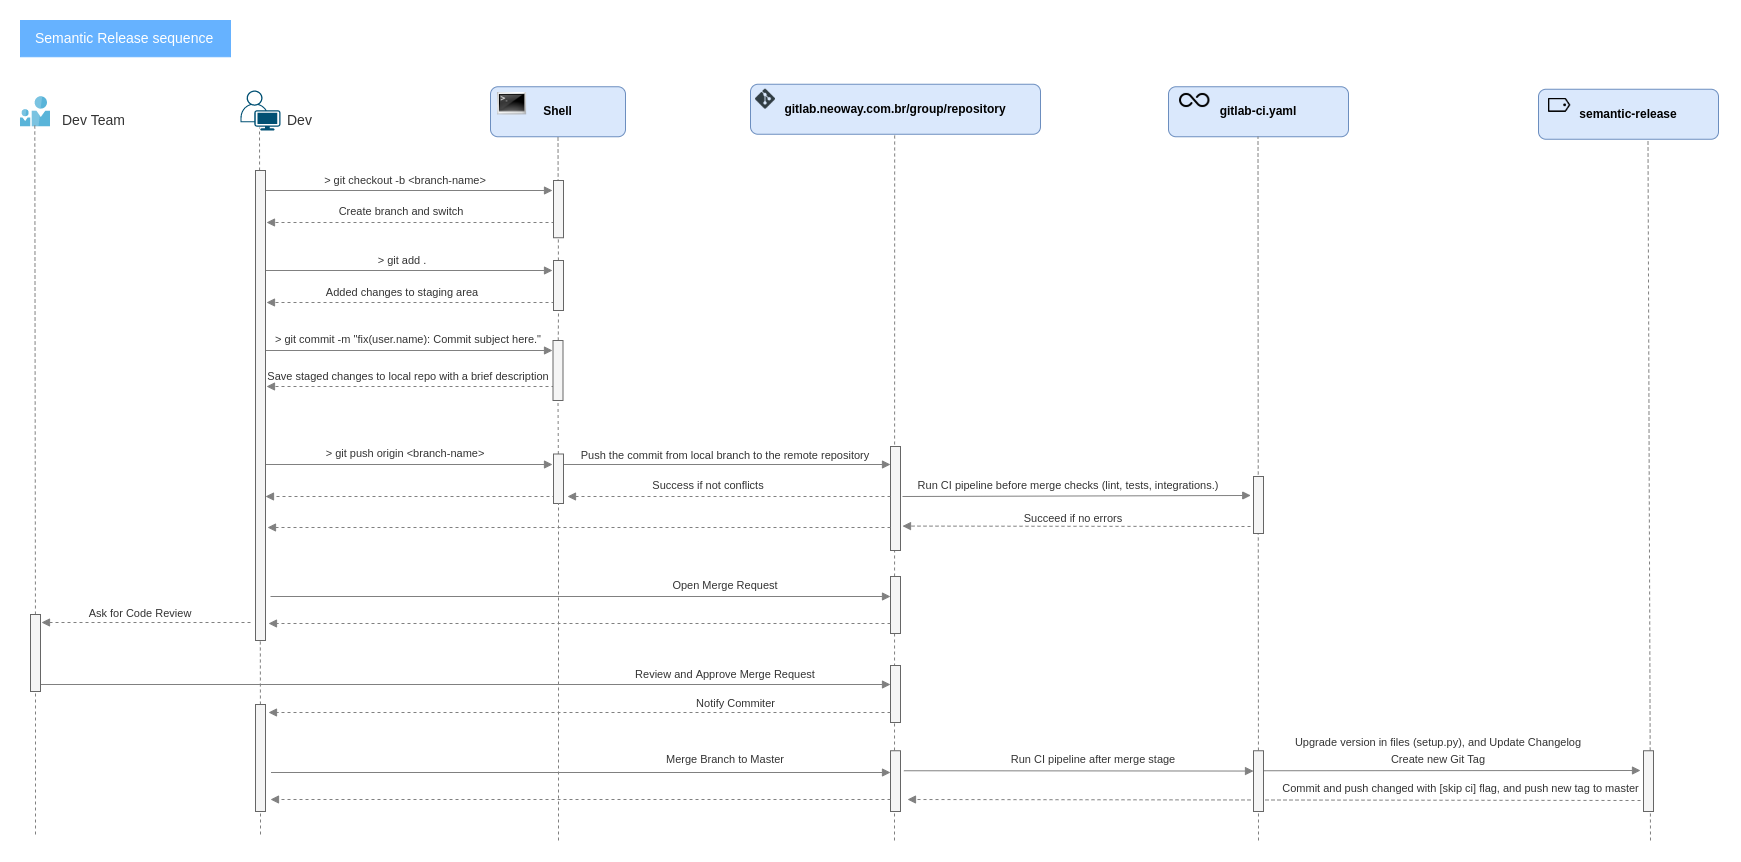 Semantic Release sequence
Dev Team
Dev
Shell
gitlab.neoway.com.br/group/repository
gitlab-ci.yaml
semantic-release
> git checkout -b <branch-name>
Create branch and switch
> git add .
Added changes to staging area
> git commit -m "fix(user.name): Commit subject here."
Save staged changes to local repo with a brief description
> git push origin <branch-name>
Push the commit from local branch to the remote repository
Success if not conflicts
Run CI pipeline before merge checks (lint, tests, integrations.)
Succeed if no errors
Open Merge Request
Ask for Code Review
Review and Approve Merge Request
Notify Commiter
Merge Branch to Master
Run CI pipeline after merge stage
Upgrade version in files (setup.py), and Update Changelog
Create new Git Tag
Commit and push changed with [skip ci] flag, and push new tag to master